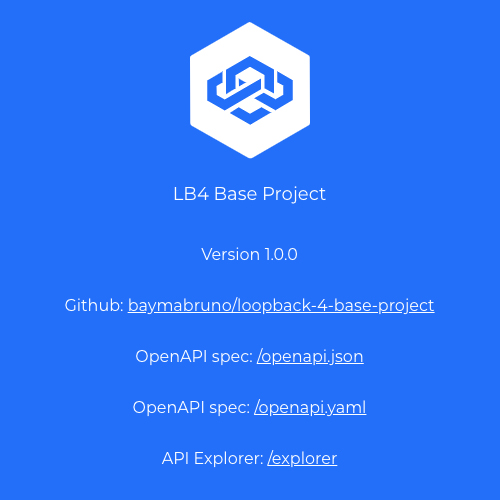 LB4 Base Project
Version 1.0.0
Github: baymabruno/loopback-4-base-project
OpenAPI spec: /openapi.json
OpenAPI spec: /openapi.yaml
API Explorer: /explorer